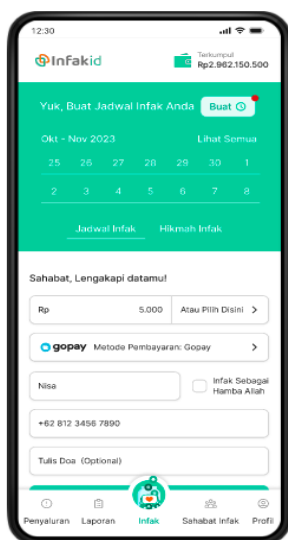 12:30
Infakid
Terkumpul
Rp2.962.150.500
Yuk, Buat Jadwal Infak Anda Buat
Okt - Nov 2023 Lihat Semua
25 26 27 28 29 30 1
2 3 4 5 6 7 8
Jadwal Infak Hikmah Infak
Sahabat, Lengakapi datamu!
Rp 5.000 Atau Pilih Disini >
gopay Metode Pembayaran: Gopay >
Nisa Infak Sebagai
Hamba Allah
+62 812 3456 7890
Tulis Doa (Optional)
Penyaluran Laporan Infak Sahabat Infak Profil